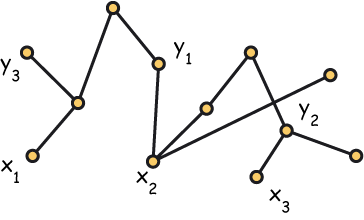 y₁
y₃
y₂
x₁
x₂
x₃